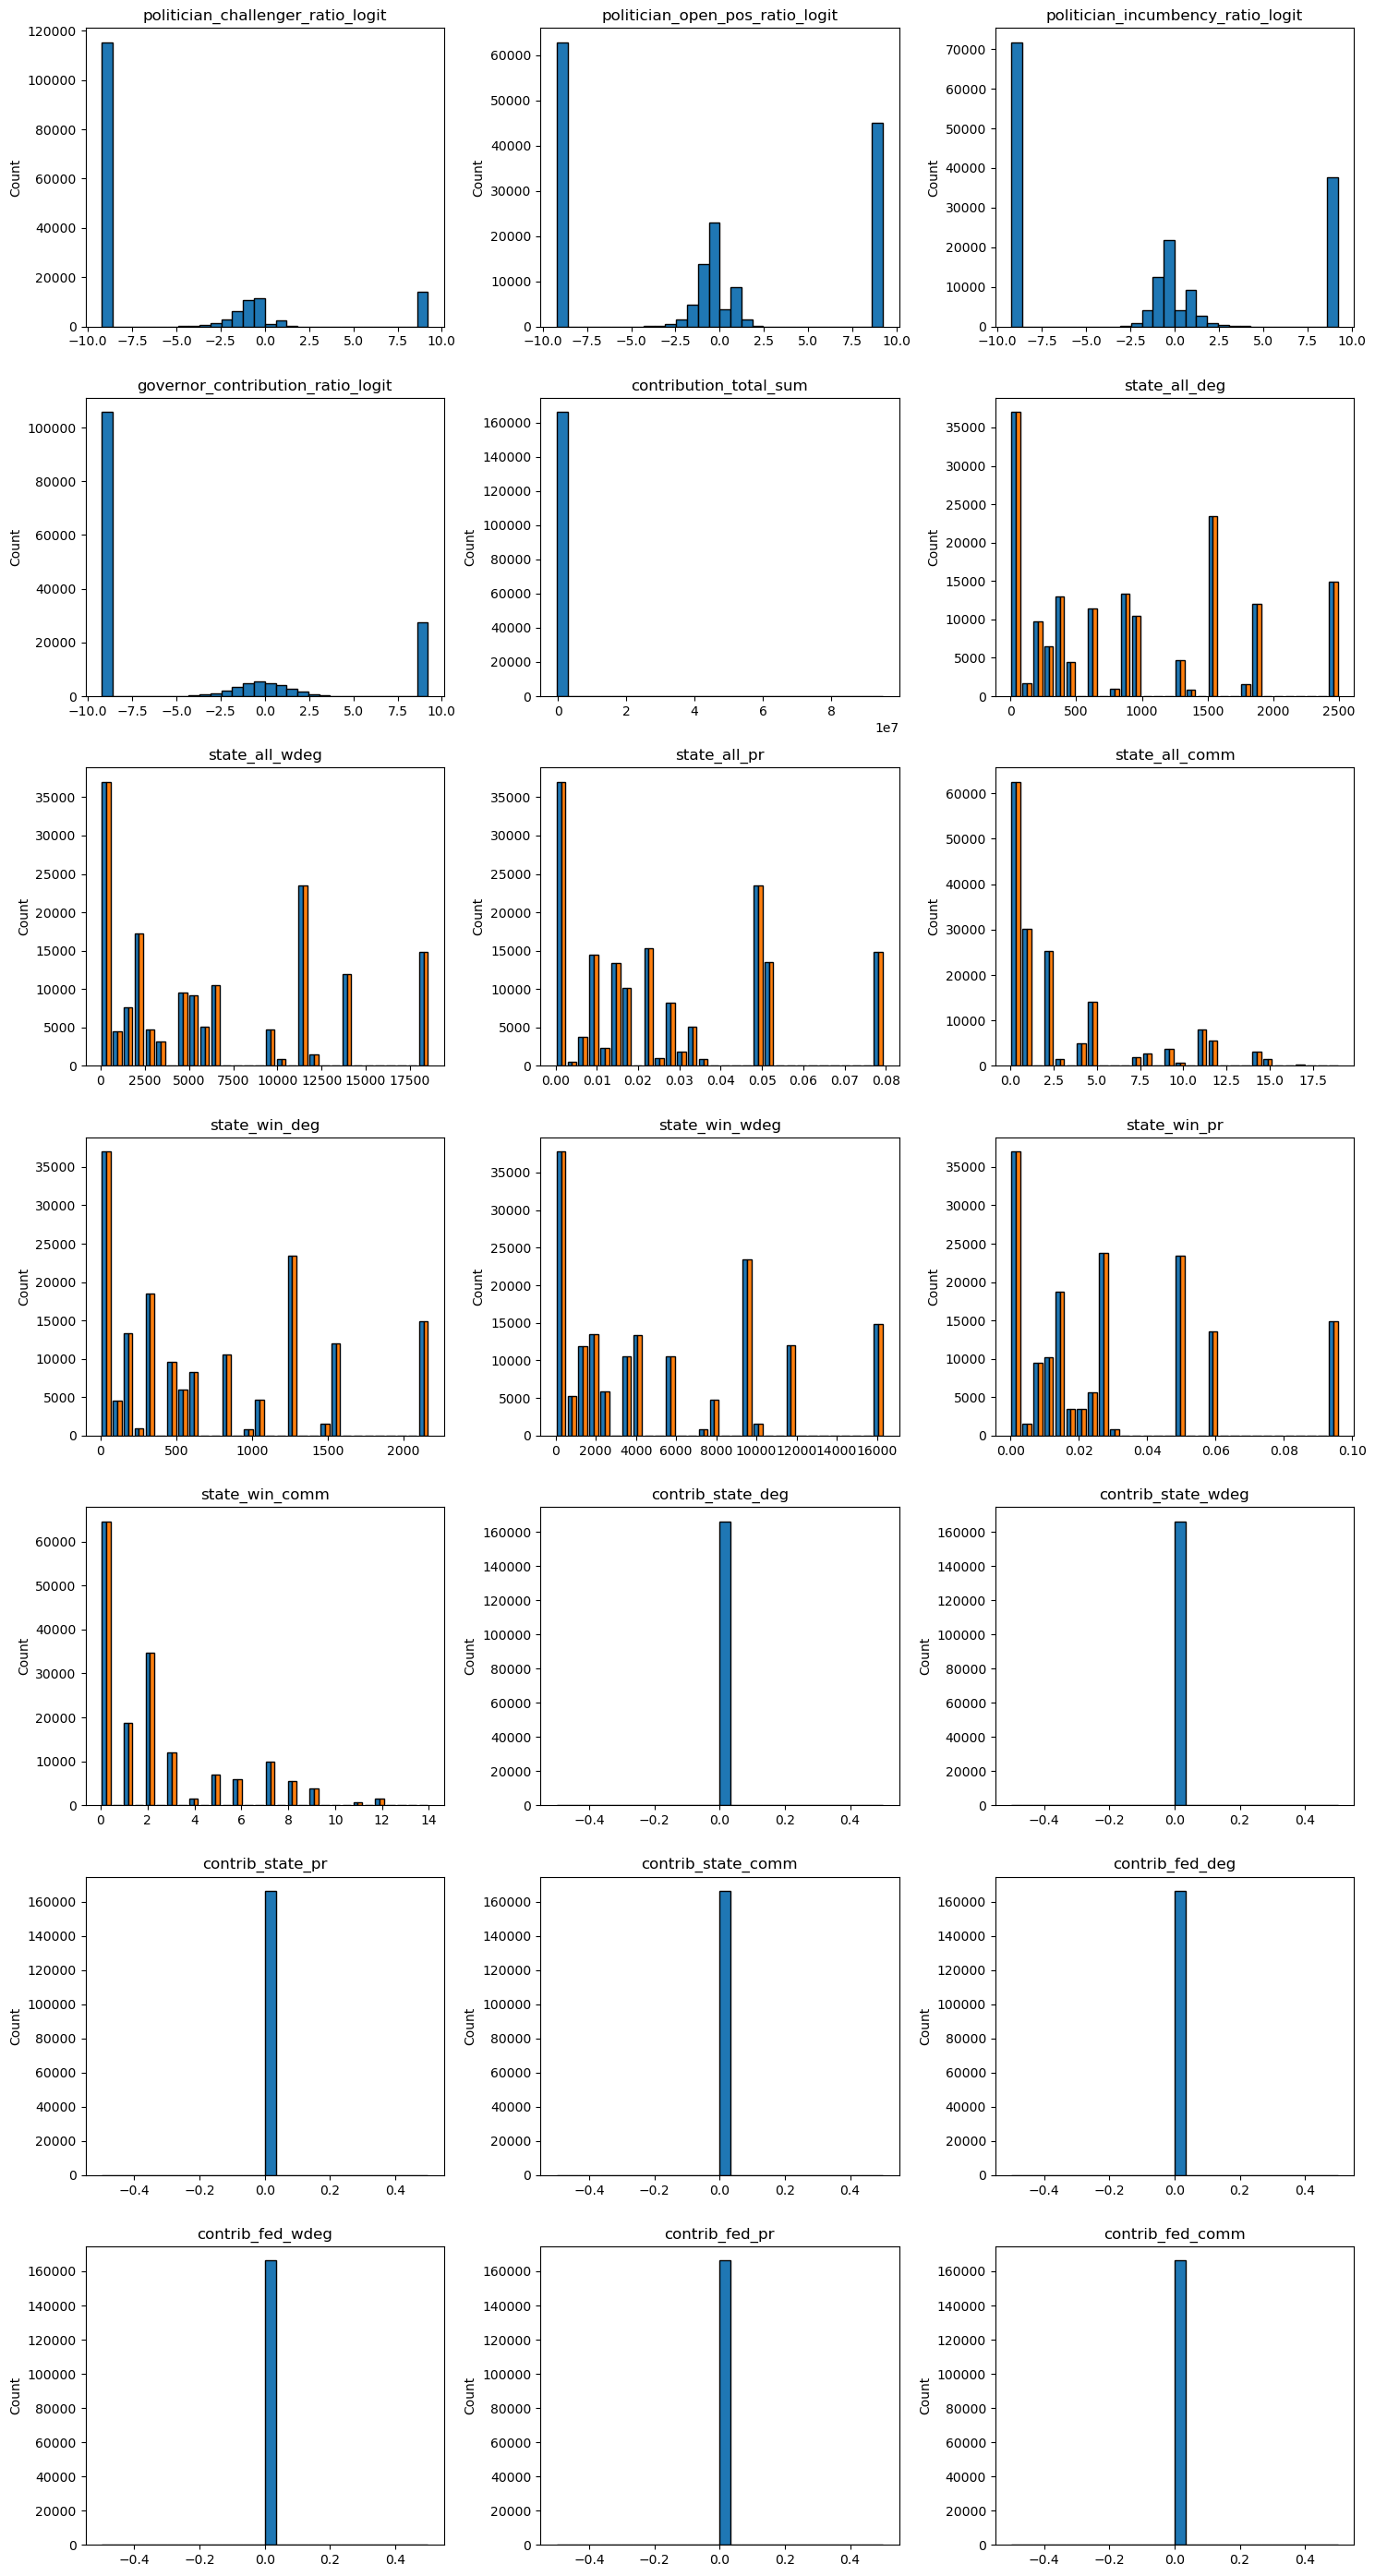 politician_challenger_ratio_logit
120000
100000
80000
60000
40000
20000
0
Count
−10.0 −7.5 −5.0 −2.5 0.0 2.5 5.0 7.5 10.0
politician_open_pos_ratio_logit
60000
50000
40000
30000
20000
10000
0
Count
−10.0 −7.5 −5.0 −2.5 0.0 2.5 5.0 7.5 10.0
politician_incumbency_ratio_logit
70000
60000
50000
40000
30000
20000
10000
0
Count
−10.0 −7.5 −5.0 −2.5 0.0 2.5 5.0 7.5 10.0
governor_contribution_ratio_logit
100000
80000
60000
40000
20000
0
Count
−10.0 −7.5 −5.0 −2.5 0.0 2.5 5.0 7.5 10.0
contribution_total_sum
160000
140000
120000
100000
80000
60000
40000
20000
0
Count
0 2 4 6 8
1e7
state_all_deg
35000
30000
25000
20000
15000
10000
5000
0
Count
0 500 1000 1500 2000 2500
state_all_wdeg
35000
30000
25000
20000
15000
10000
5000
0
Count
0 2500 5000 7500 10000 12500 15000 17500
state_all_pr
35000
30000
25000
20000
15000
10000
5000
0
Count
0.00 0.01 0.02 0.03 0.04 0.05 0.06 0.07 0.08
state_all_comm
60000
50000
40000
30000
20000
10000
0
Count
0.0 2.5 5.0 7.5 10.0 12.5 15.0 17.5
state_win_deg
35000
30000
25000
20000
15000
10000
5000
0
Count
0 500 1000 1500 2000
state_win_wdeg
35000
30000
25000
20000
15000
10000
5000
0
Count
0 2000 4000 6000 8000 10000 12000 14000 16000
state_win_pr
35000
30000
25000
20000
15000
10000
5000
0
Count
0.00 0.02 0.04 0.06 0.08 0.10
state_win_comm
60000
50000
40000
30000
20000
10000
0
Count
0 2 4 6 8 10 12 14
contrib_state_deg
160000
140000
120000
100000
80000
60000
40000
20000
0
Count
−0.4 −0.2 0.0 0.2 0.4
contrib_state_wdeg
160000
140000
120000
100000
80000
60000
40000
20000
0
Count
−0.4 −0.2 0.0 0.2 0.4
contrib_state_pr
160000
140000
120000
100000
80000
60000
40000
20000
0
Count
−0.4 −0.2 0.0 0.2 0.4
contrib_state_comm
160000
140000
120000
100000
80000
60000
40000
20000
0
Count
−0.4 −0.2 0.0 0.2 0.4
contrib_fed_deg
160000
140000
120000
100000
80000
60000
40000
20000
0
Count
−0.4 −0.2 0.0 0.2 0.4
contrib_fed_wdeg
160000
140000
120000
100000
80000
60000
40000
20000
0
Count
−0.4 −0.2 0.0 0.2 0.4
contrib_fed_pr
160000
140000
120000
100000
80000
60000
40000
20000
0
Count
−0.4 −0.2 0.0 0.2 0.4
contrib_fed_comm
160000
140000
120000
100000
80000
60000
40000
20000
0
Count
−0.4 −0.2 0.0 0.2 0.4